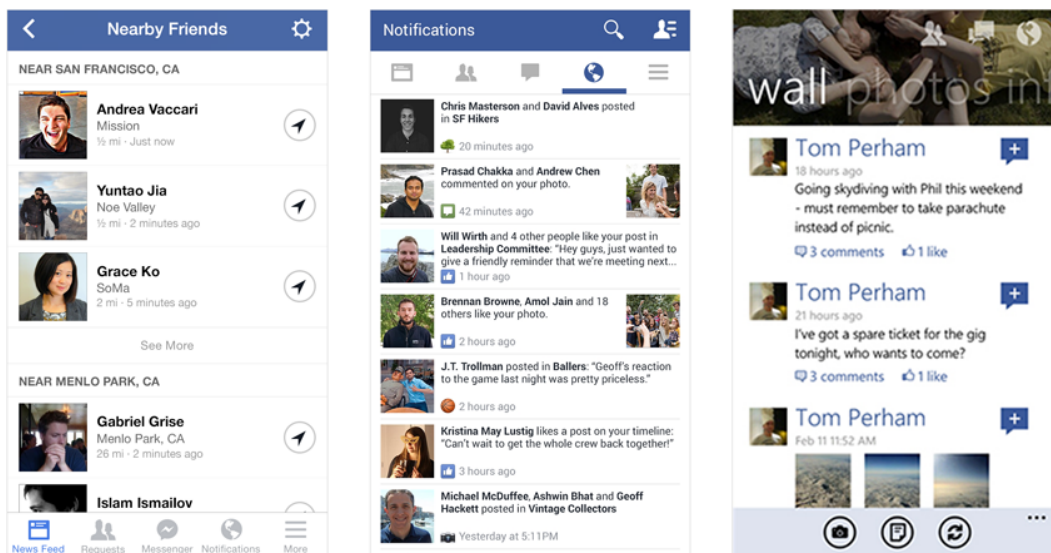 Nearby Friends
NEAR SAN FRANCISCO, CA
Andrea Vaccari
Mission
½ mi · Just now
Yuntao Jia
Noe Valley
½ mi · 2 minutes ago
Grace Ko
SoMa
2 mi · 5 minutes ago
See More
NEAR MENLO PARK, CA
Gabriel Grise
Menlo Park, CA
26 mi · 2 minutes ago
Islam Ismailov
News Feed
Requests
Messenger
Notifications
More
Notifications
Chris Masterson and David Alves posted
in SF Hikers
20 minutes ago
Prasad Chakka and Andrew Chen
commented on your photo.
42 minutes ago
Will Wirth and 4 other people like your post in
Leadership Committee: "Hey guys, just wanted to
give a friendly reminder that we're meeting next...
1 hour ago
Brennan Browne, Amol Jain and 18
others like your photo.
2 hours ago
J.T. Trollman posted in Ballers: "Geoff's reaction
to the game last night was pretty priceless."
2 hours ago
Kristina May Lustig likes a post on your timeline:
"Can't wait to get the whole crew back together!"
3 hours ago
Michael McDuffee, Ashwin Bhat and Geoff
Hackett posted in Vintage Collectors
Yesterday at 5:11PM
wall photos inf
Tom Perham
18 hours ago
Going skydiving with Phil this weekend
- must remember to take parachute
instead of picnic.
3 comments 1 like
Tom Perham
21 hours ago
I've got a spare ticket for the gig
tonight, who wants to come?
3 comments 1 like
Tom Perham
Feb 11 11:52 AM